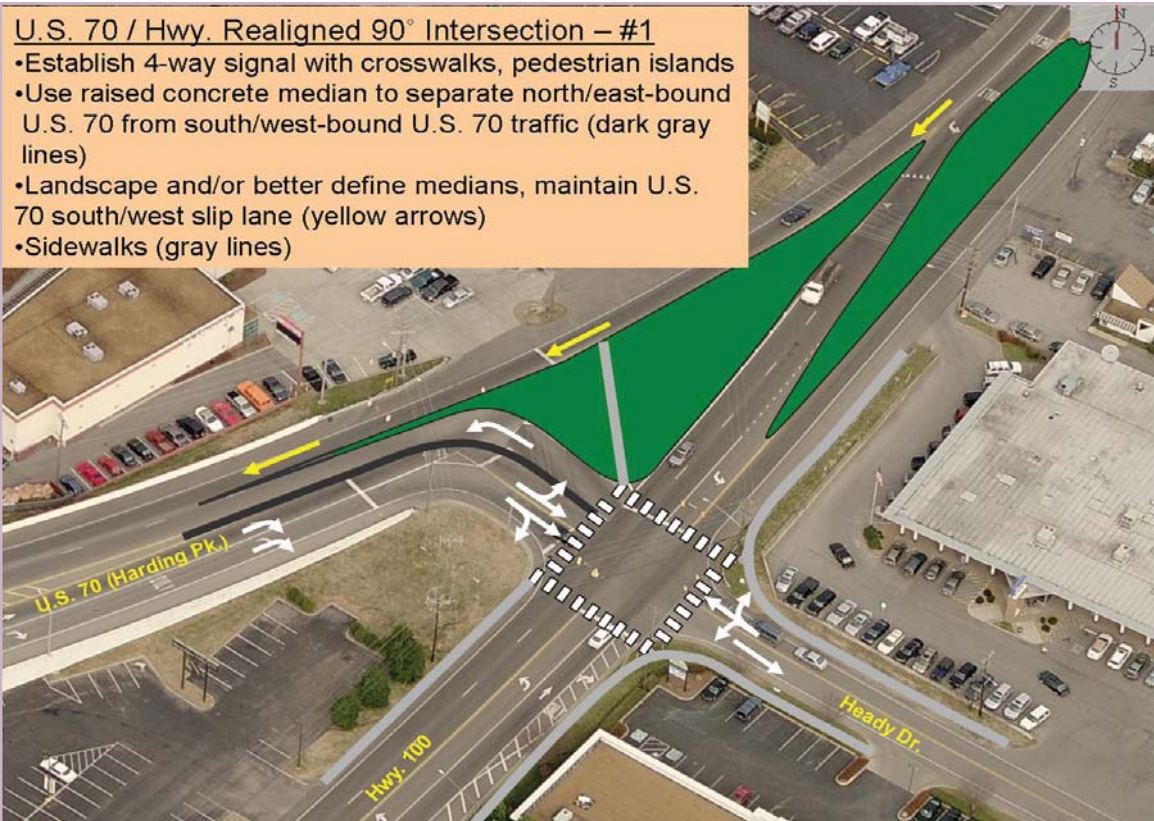 U.S. 70 / Hwy. Realigned 90° Intersection – #1
•Establish 4-way signal with crosswalks, pedestrian islands
•Use raised concrete median to separate north/east-bound
U.S. 70 from south/west-bound U.S. 70 traffic (dark gray
lines)
•Landscape and/or better define medians, maintain U.S.
70 south/west slip lane (yellow arrows)
•Sidewalks (gray lines)
N
E
S
U.S. 70 (Harding Pk.)
Hwy. 100
Heady Dr.